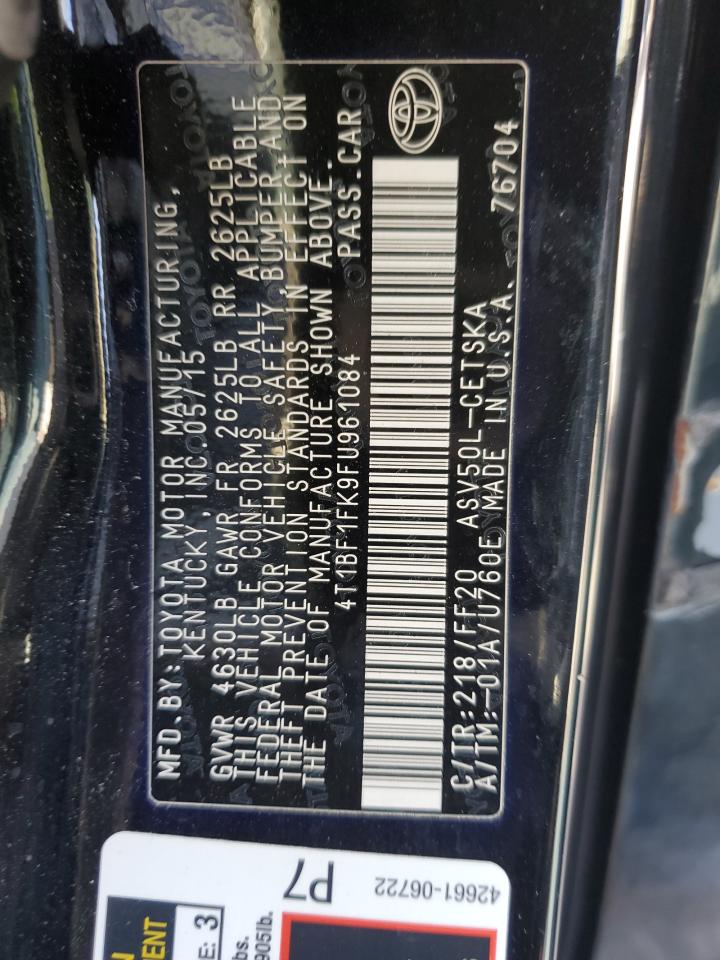 MFD.BY:TOYOTA MOTOR MANUFACTURING,
KENTUCKY,INC.05/15
GVWR 4630LB GAWR FR 2625LB RR 2625LB
THIS VEHICLE CONFORMS TO ALL APPLICABLE
FEDERAL MOTOR VEHICLE SAFETY,BUMPER AND
THEFT PREVENTION STANDARDS IN EFFECT ON
THE DATE OF MANUFACTURE SHOWN ABOVE.
4T1BF1FK9FU961084 PASS.CAR
C/TR:218/FF20 ASV50L-CETSKA
A/TM:-01A/U760E MADE IN U.S.A. 76704
P7
42661-06722
3
905lb.